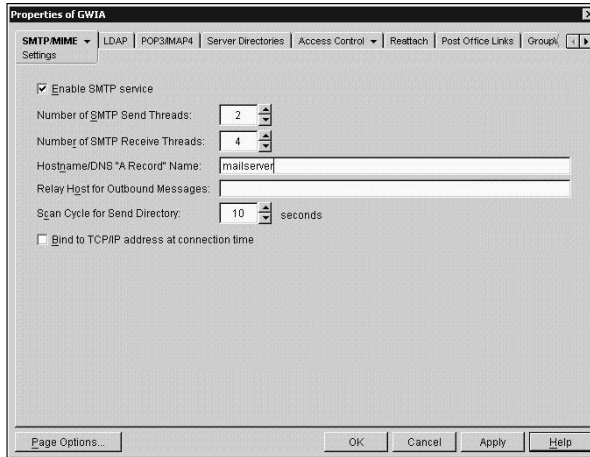 Properties of GWIA
SMTP/MIME LDAP POP3/IMAP4 Server Directories Access Control Reattach Post Office Links
Settings
Enable SMTP service
Number of SMTP Send Threads: 2
Number of SMTP Receive Threads: 4
Hostname/DNS "A Record" Name: mailserver
Relay Host for Outbound Messages:
Scan Cycle for Send Directory: 10 seconds
Bind to TCP/IP address at connection time
Page Options... OK Cancel Apply Help